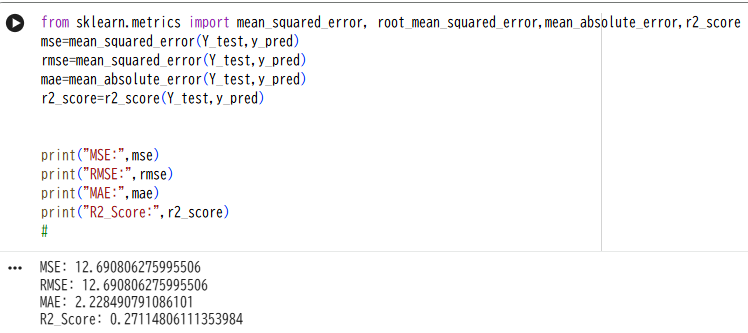 from sklearn.metrics import mean_squared_error, root_mean_squared_error,mean_absolute_error,r2_score
mse=mean_squared_error(Y_test,y_pred)
rmse=mean_squared_error(Y_test,y_pred)
mae=mean_absolute_error(Y_test,y_pred)
r2_score=r2_score(Y_test,y_pred)
print("MSE:",mse)
print("RMSE:",rmse)
print("MAE:",mae)
print("R2_Score:",r2_score)
#
MSE: 12.690806275995506
RMSE: 12.690806275995506
MAE: 2.228490791086101
R2_Score: 0.27114806111353984